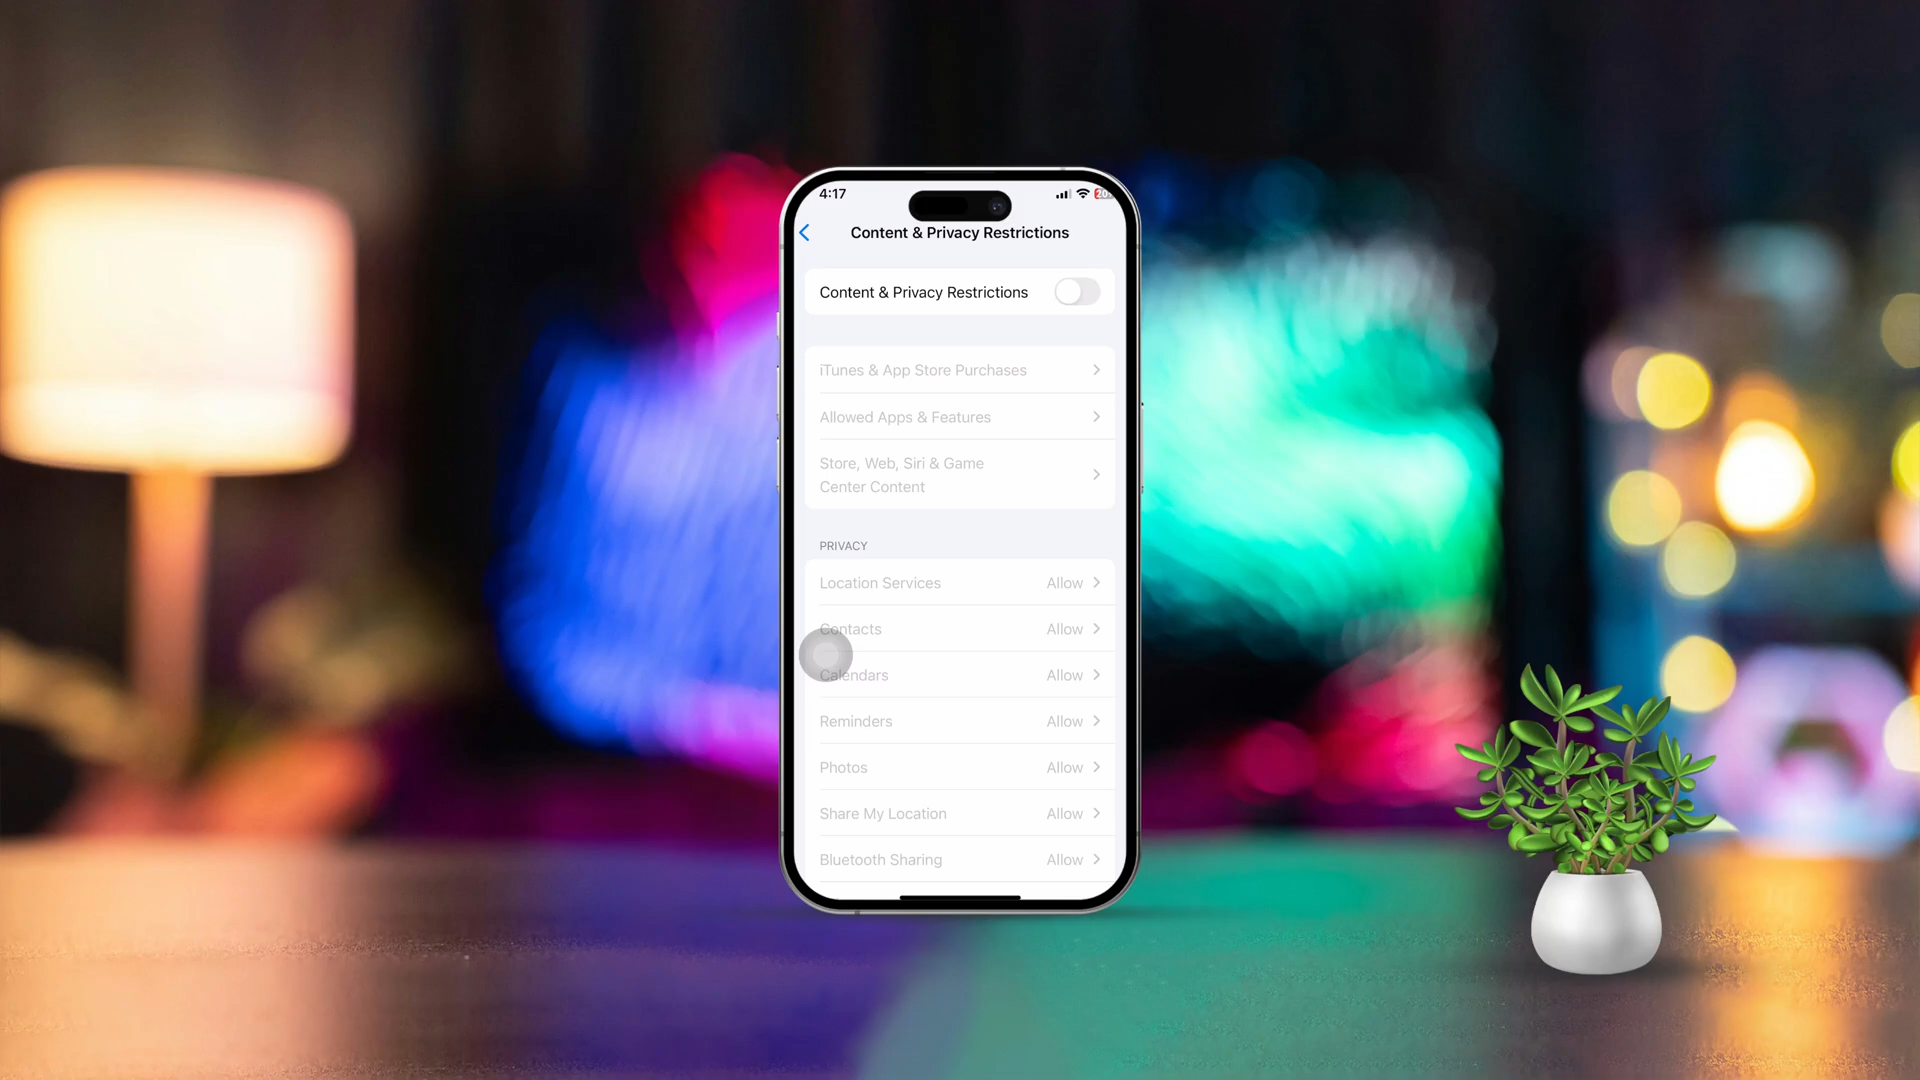 4:17
Content & Privacy Restrictions
Content & Privacy Restrictions
iTunes & App Store Purchases
Allowed Apps & Features
Store, Web, Siri & Game
Center Content
PRIVACY
Location Services Allow
Contacts Allow
Calendars Allow
Reminders Allow
Photos Allow
Share My Location Allow
Bluetooth Sharing Allow